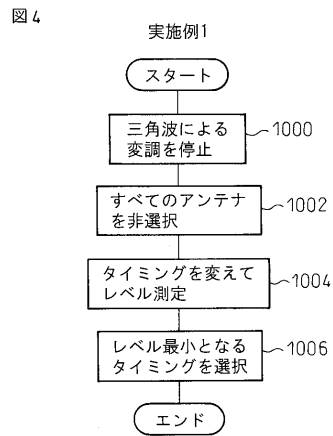 図4
実施例1
スタート
三角波による
変調を停止
1000
すべてのアンテナ
を非選択
1002
タイミングを変えて
レベル測定
1004
レベル最小となる
タイミングを選択
1006
エンド